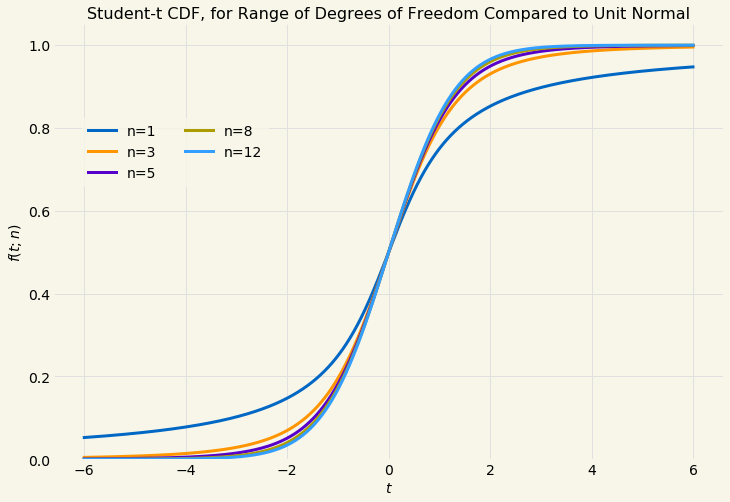 Student-t CDF, for Range of Degrees of Freedom Compared to Unit Normal
f(t; n)
1.0
0.8
0.6
0.4
0.2
0.0
n=1
n=3
n=5
n=8
n=12
−6
−4
−2
0
2
4
6
t